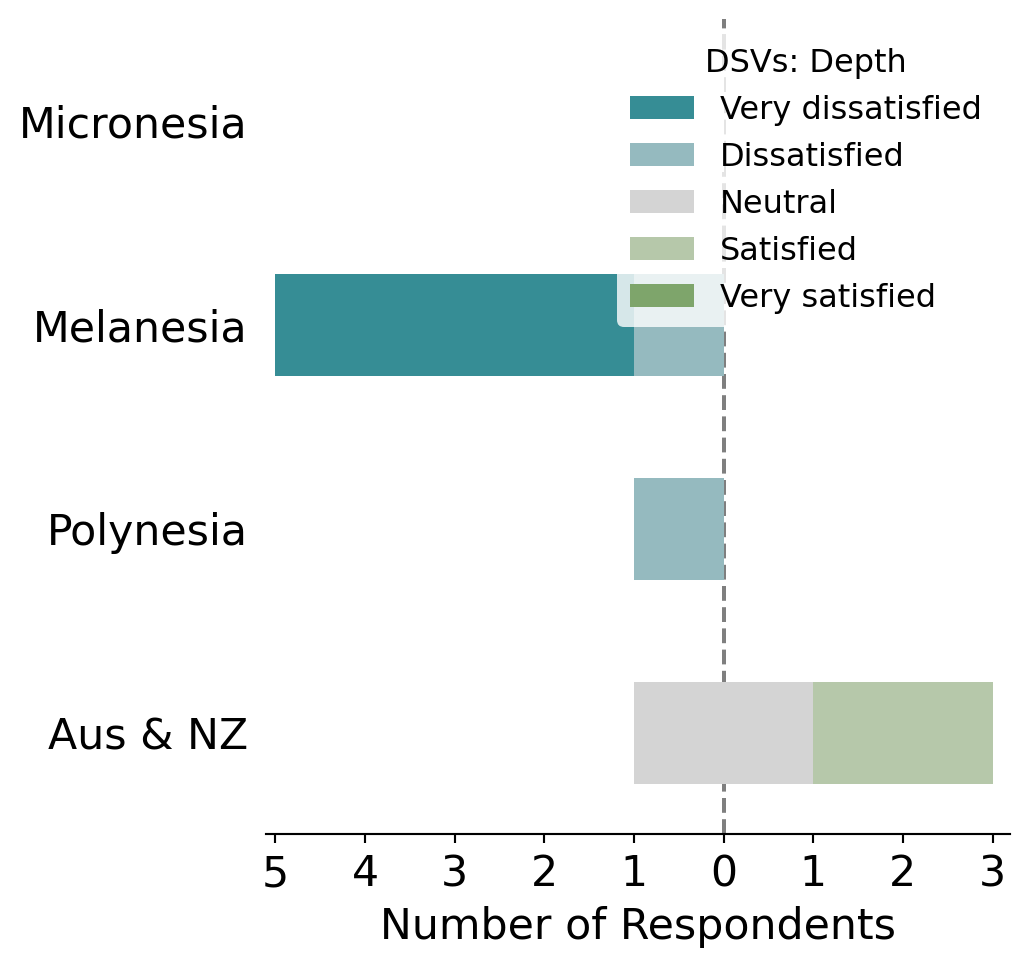 DSVs: Depth
Very dissatisfied
Dissatisfied
Neutral
Satisfied
Very satisfied
Micronesia
Melanesia
Polynesia
Aus & NZ
5 4 3 2 1 0 1 2 3
Number of Respondents